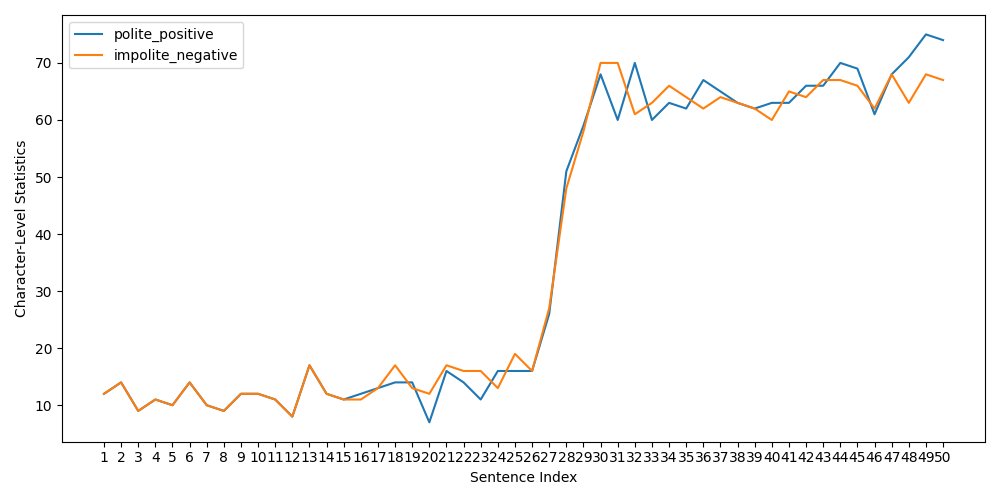 polite_positive
impolite_negative
70
60
50
40
30
20
10
Character-Level Statistics
1 2 3 4 5 6 7 8 9 10 11 12 13 14 15 16 17 18 19 20 21 22 23 24 25 26 27 28 29 30 31 32 33 34 35 36 37 38 39 40 41 42 43 44 45 46 47 48 49 50
Sentence Index